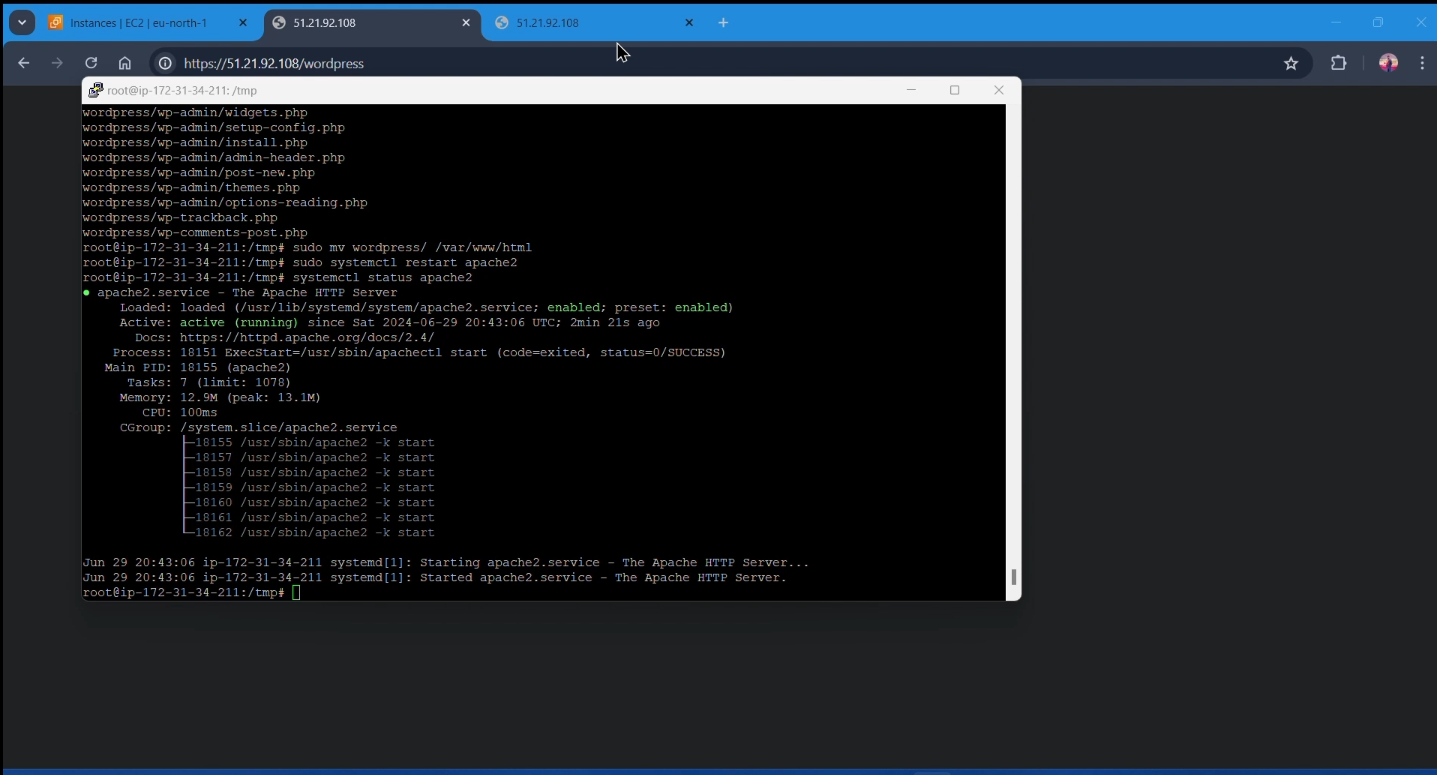 Instances | EC2 | eu-north-1
51.21.92.108
51.21.92.108
https://51.21.92.108/wordpress
root@ip-172-31-34-211: /tmp
wordpress/wp-admin/widgets.php
wordpress/wp-admin/setup-config.php
wordpress/wp-admin/install.php
wordpress/wp-admin/admin-header.php
wordpress/wp-admin/post-new.php
wordpress/wp-admin/themes.php
wordpress/wp-admin/options-reading.php
wordpress/wp-trackback.php
wordpress/wp-comments-post.php
root@ip-172-31-34-211:/tmp# sudo mv wordpress/ /var/www/html
root@ip-172-31-34-211:/tmp# sudo systemctl restart apache2
root@ip-172-31-34-211:/tmp# systemctl status apache2
● apache2.service - The Apache HTTP Server
Loaded: loaded (/usr/lib/systemd/system/apache2.service; enabled; preset: enabled)
Active: active (running) since Sat 2024-06-29 20:43:06 UTC; 2min 21s ago
Docs: https://httpd.apache.org/docs/2.4/
Process: 18151 ExecStart=/usr/sbin/apachectl start (code=exited, status=0/SUCCESS)
Main PID: 18155 (apache2)
Tasks: 7 (limit: 1078)
Memory: 12.9M (peak: 13.1M)
CPU: 100ms
CGroup: /system.slice/apache2.service
├─18155 /usr/sbin/apache2 -k start
├─18157 /usr/sbin/apache2 -k start
├─18158 /usr/sbin/apache2 -k start
├─18159 /usr/sbin/apache2 -k start
├─18160 /usr/sbin/apache2 -k start
├─18161 /usr/sbin/apache2 -k start
└─18162 /usr/sbin/apache2 -k start
Jun 29 20:43:06 ip-172-31-34-211 systemd[1]: Starting apache2.service - The Apache HTTP Server...
Jun 29 20:43:06 ip-172-31-34-211 systemd[1]: Started apache2.service - The Apache HTTP Server.
root@ip-172-31-34-211:/tmp#